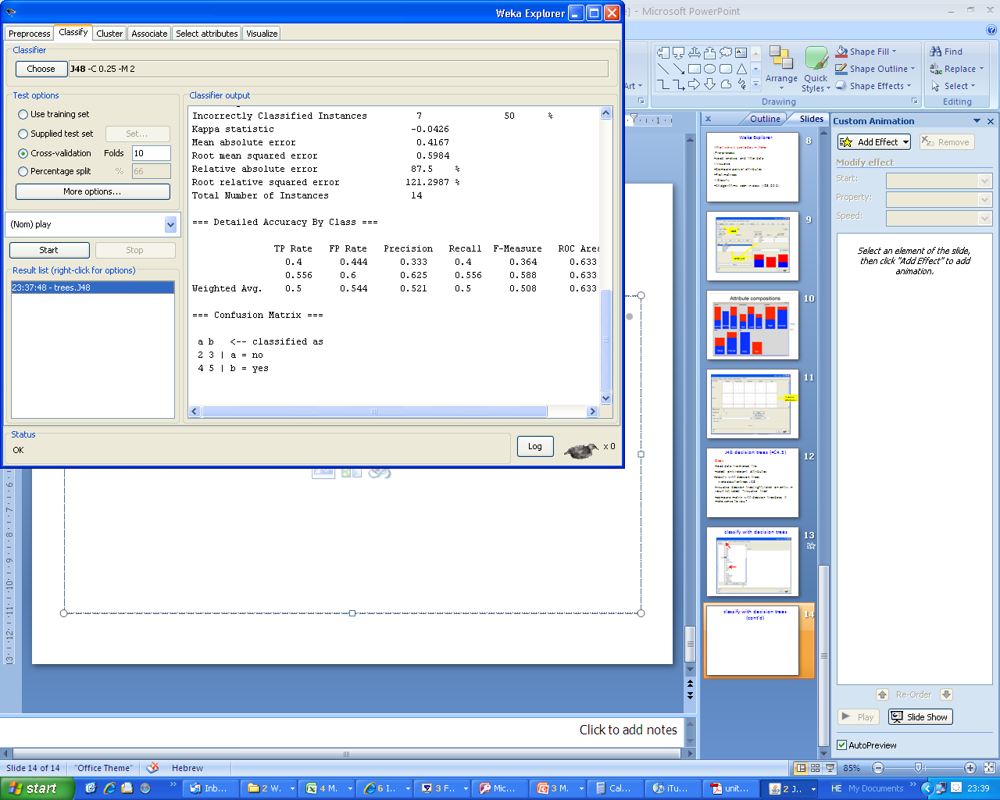 Weka Explorer
Preprocess Classify Cluster Associate Select attributes Visualize
Classifier
Choose J48 -C 0.25 -M 2
Test options
Use training set
Supplied test set Set...
Cross-validation Folds 10
Percentage split % 66
More options...
(Nom) play
Start Stop
Result list (right-click for options)
23:37:48 - trees.J48
Classifier output
Incorrectly Classified Instances 7 50 %
Kappa statistic -0.0426
Mean absolute error 0.4167
Root mean squared error 0.5984
Relative absolute error 87.5 %
Root relative squared error 121.2987 %
Total Number of Instances 14
=== Detailed Accuracy By Class ===
TP Rate FP Rate Precision Recall F-Measure ROC Area
0.4 0.444 0.333 0.4 0.364 0.633
0.556 0.6 0.625 0.556 0.588 0.633
Weighted Avg. 0.5 0.544 0.521 0.5 0.508 0.633
=== Confusion Matrix ===
a b <-- classified as
2 3 | a = no
4 5 | b = yes
Status
OK
Log x 0
] - Microsoft PowerPoint
Art
Arrange
Quick Styles
Shape Fill
Shape Outline
Shape Effects
Drawing
Find
Replace
Select
Editing
Outline Slides
8
Weka Explorer
9
10
Attribute compositions
11
12
J48 decision trees (=C4.5)
13
classify with decision trees
14
classify with decision trees
(cont'd)
Custom Animation
Add Effect Remove
Modify effect
Start:
Property:
Speed:
Select an element of the slide,
then click "Add Effect" to add
animation.
Re-Order
Play Slide Show
AutoPreview
Click to add notes
Slide 14 of 14 "Office Theme" Hebrew 85%
start Inb... 2 W... 4 M... 6 I... 3 F... Mic... 3 M... Cal... iTu... unit... 2 J... HE My Documents 23:39